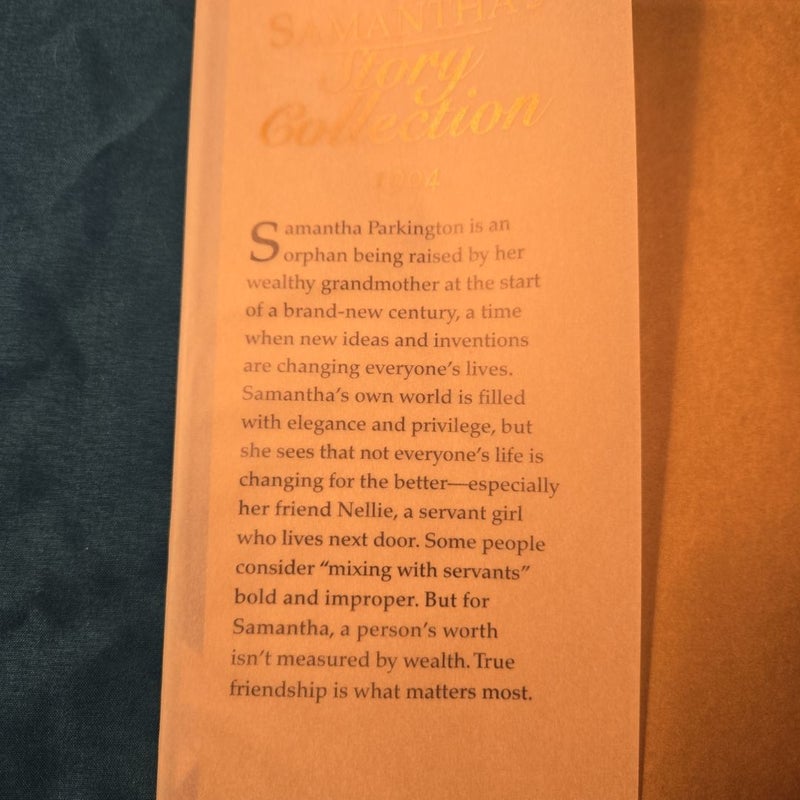 SAMANTHA'S
Story
Collection
1904
Samantha Parkington is an
orphan being raised by her
wealthy grandmother at the start
of a brand-new century, a time
when new ideas and inventions
are changing everyone's lives.
Samantha's own world is filled
with elegance and privilege, but
she sees that not everyone's life is
changing for the better—especially
her friend Nellie, a servant girl
who lives next door. Some people
consider “mixing with servants”
bold and improper. But for
Samantha, a person's worth
isn't measured by wealth. True
friendship is what matters most.